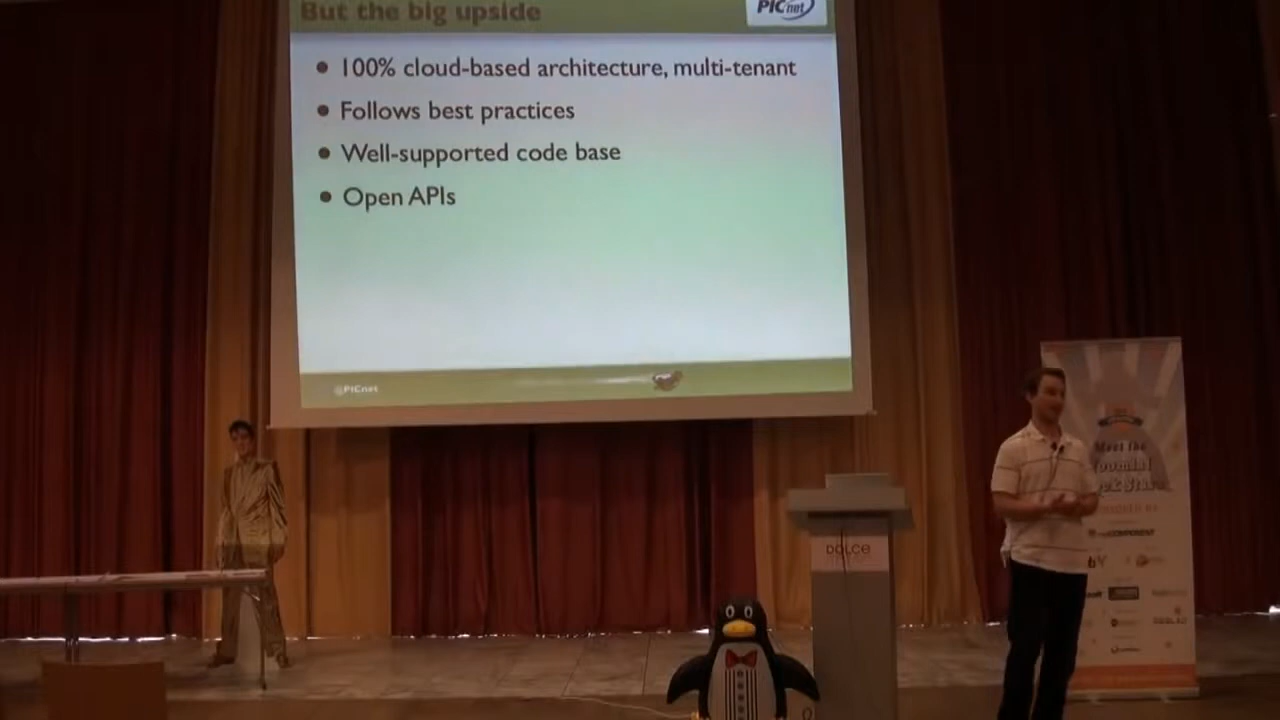 But the big upside
PICnet
100% cloud-based architecture, multi-tenant
Follows best practices
Well-supported code base
Open APIs
@PICnet
Meet the
DOLCE